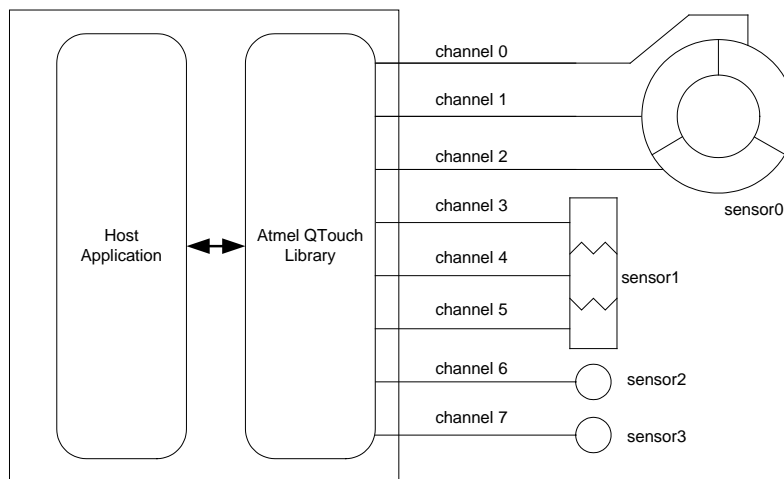 channel 0
channel 1
channel 2
sensor0
channel 3
Host
Application
Atmel QTouch
Library
channel 4
sensor1
channel 5
channel 6
sensor2
channel 7
sensor3